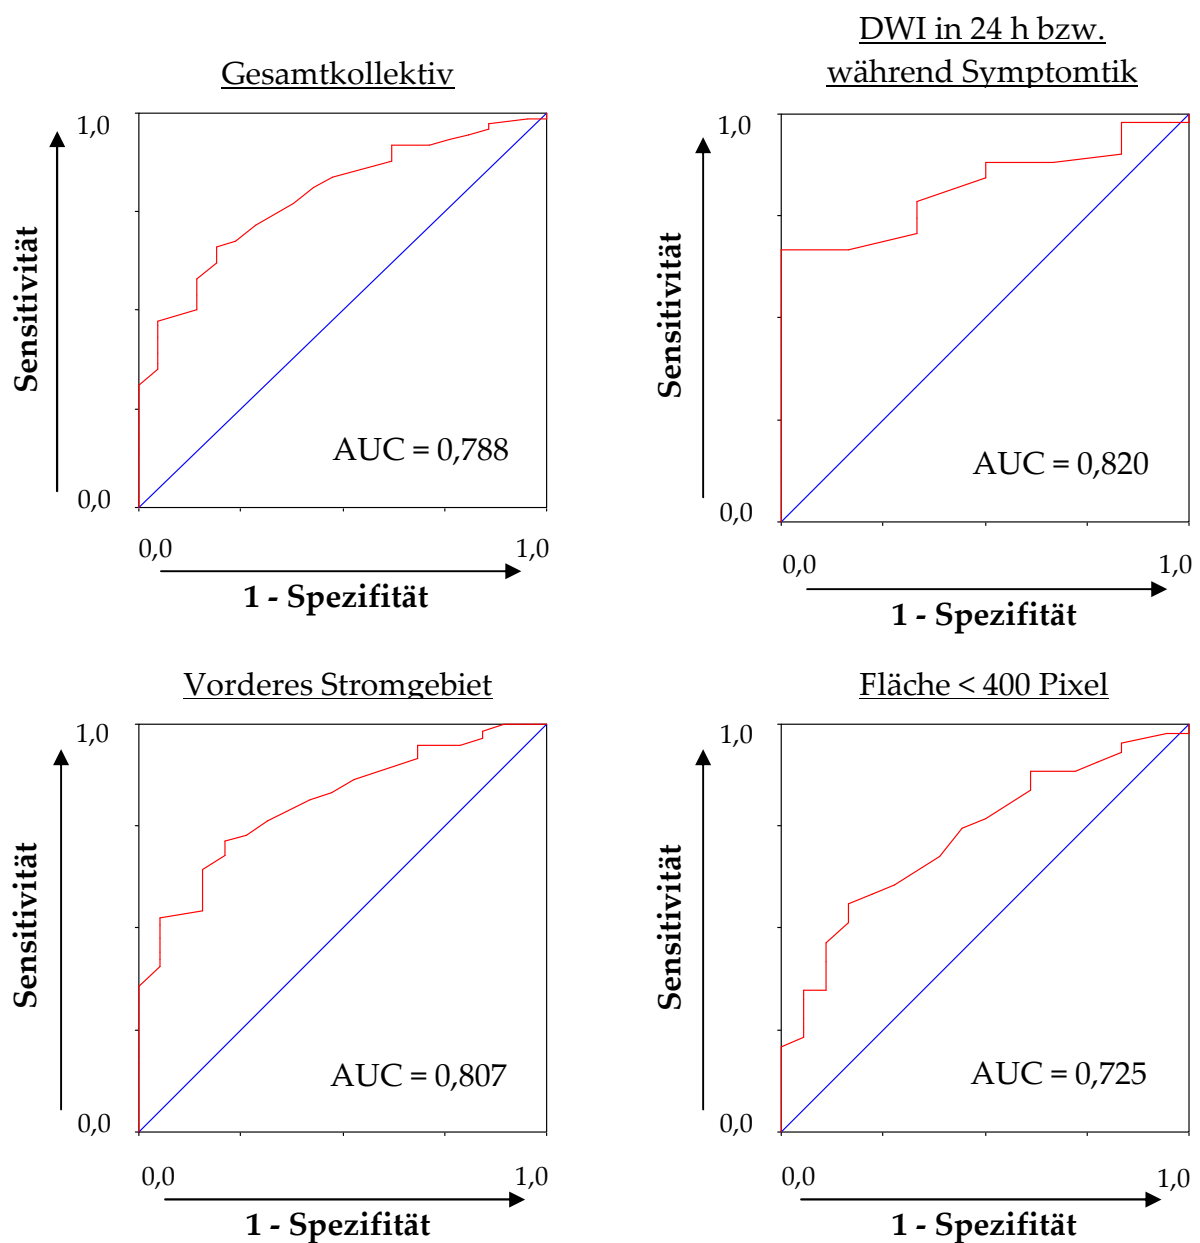 Gesamtkollektiv
1,0
Sensitivität
AUC = 0,788
0,0
0,0
1,0
1 - Spezifität
DWI in 24 h bzw.
während Symptomtik
1,0
Sensitivität
AUC = 0,820
0,0
0,0
1,0
1 - Spezifität
Vorderes Stromgebiet
1,0
Sensitivität
AUC = 0,807
0,0
0,0
1,0
1 - Spezifität
Fläche < 400 Pixel
1,0
Sensitivität
AUC = 0,725
0,0
0,0
1,0
1 - Spezifität